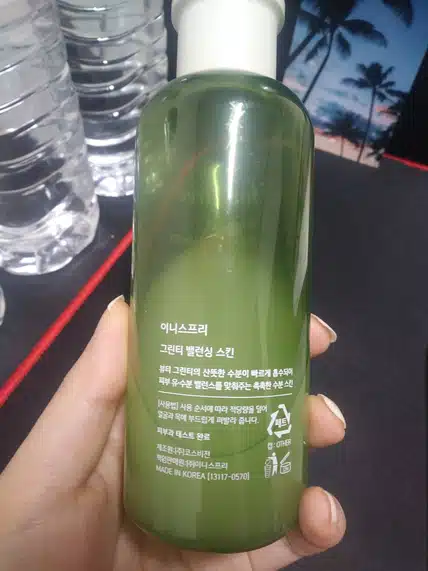 이니스프리
그린티 밸런싱 스킨
뷰티 그린티의 산뜻한 수분이 빠르게 흡수되어
피부 유·수분 밸런스를 맞춰주는 촉촉한 수분 스킨
[사용법] 사용 순서에 따라 적당량을 덜어
얼굴과 목에 부드럽게 펴발라 줍니다.
피부과 테스트 완료
제조원:(주)코스비전
책임판매원:㈜이니스프리
MADE IN KOREA [13117-0570]
페트
캡 : OTHER